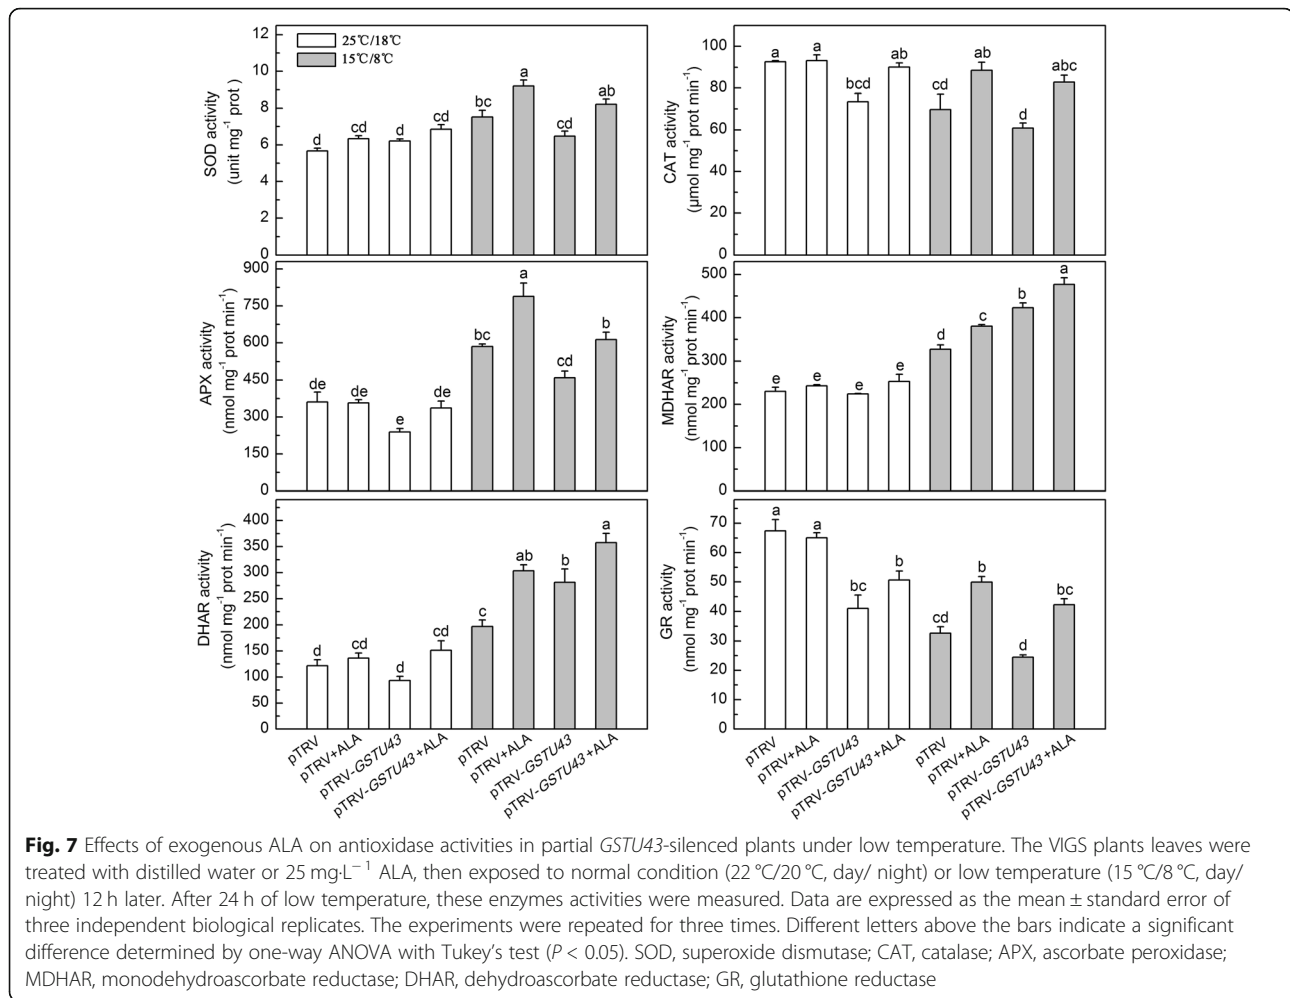 25℃/18℃
15℃/8℃
SOD activity
(unit mg⁻¹ prot )
12
10
8
6
4
2
0
d
cd
d
cd
bc
a
cd
ab
CAT activity
(μmol mg⁻¹ prot min⁻¹)
100
80
60
40
20
0
a
a
bcd
ab
cd
ab
d
abc
APX activity
(nmol mg⁻¹ prot min⁻¹)
900
750
600
450
300
150
0
de
de
e
de
bc
a
cd
b
MDHAR activity
(nmol mg⁻¹ prot min⁻¹)
500
400
300
200
100
0
e
e
e
e
d
c
b
a
DHAR activity
(nmol mg⁻¹ prot min⁻¹)
400
350
300
250
200
150
100
50
0
d
cd
d
cd
c
ab
b
a
GR activity
(nmol mg⁻¹ prot min⁻¹)
70
60
50
40
30
20
10
0
a
a
bc
b
cd
b
d
bc
pTRV
pTRV+ALA
pTRV-GSTU43
pTRV-GSTU43+ALA
pTRV
pTRV+ALA
pTRV-GSTU43
pTRV-GSTU43+ALA
pTRV
pTRV+ALA
pTRV-GSTU43
pTRV-GSTU43+ALA
pTRV
pTRV+ALA
pTRV-GSTU43
pTRV-GSTU43+ALA
Fig. 7 Effects of exogenous ALA on antioxidase activities in partial GSTU43-silenced plants under low temperature. The VIGS plants leaves were
treated with distilled water or 25 mg·L⁻¹ ALA, then exposed to normal condition (22 °C/20 °C, day/ night) or low temperature (15 °C/8 °C, day/
night) 12 h later. After 24 h of low temperature, these enzymes activities were measured. Data are expressed as the mean ± standard error of
three independent biological replicates. The experiments were repeated for three times. Different letters above the bars indicate a significant
difference determined by one-way ANOVA with Tukey's test (P < 0.05). SOD, superoxide dismutase; CAT, catalase; APX, ascorbate peroxidase;
MDHAR, monodehydroascorbate reductase; DHAR, dehydroascorbate reductase; GR, glutathione reductase